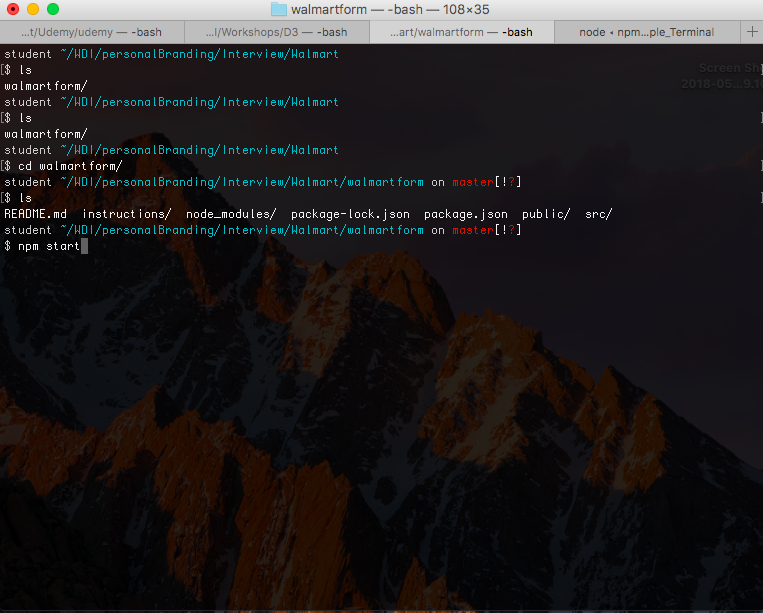 walmartform — -bash — 108×35
...t/Udemy/udemy — -bash ...l/Workshops/D3 — -bash ...art/walmartform — -bash node • npm...ple_Terminal +
student ~/WDI/personalBranding/Interview/Walmart
[$ ls ]
walmartform/
student ~/WDI/personalBranding/Interview/Walmart
[$ ls ]
walmartform/
student ~/WDI/personalBranding/Interview/Walmart
[$ cd walmartform/ ]
student ~/WDI/personalBranding/Interview/Walmart/walmartform on master[!?]
[$ ls ]
README.md instructions/ node_modules/ package-lock.json package.json public/ src/
student ~/WDI/personalBranding/Interview/Walmart/walmartform on master[!?]
$ npm start
Screen Sh
2018-05...9.1